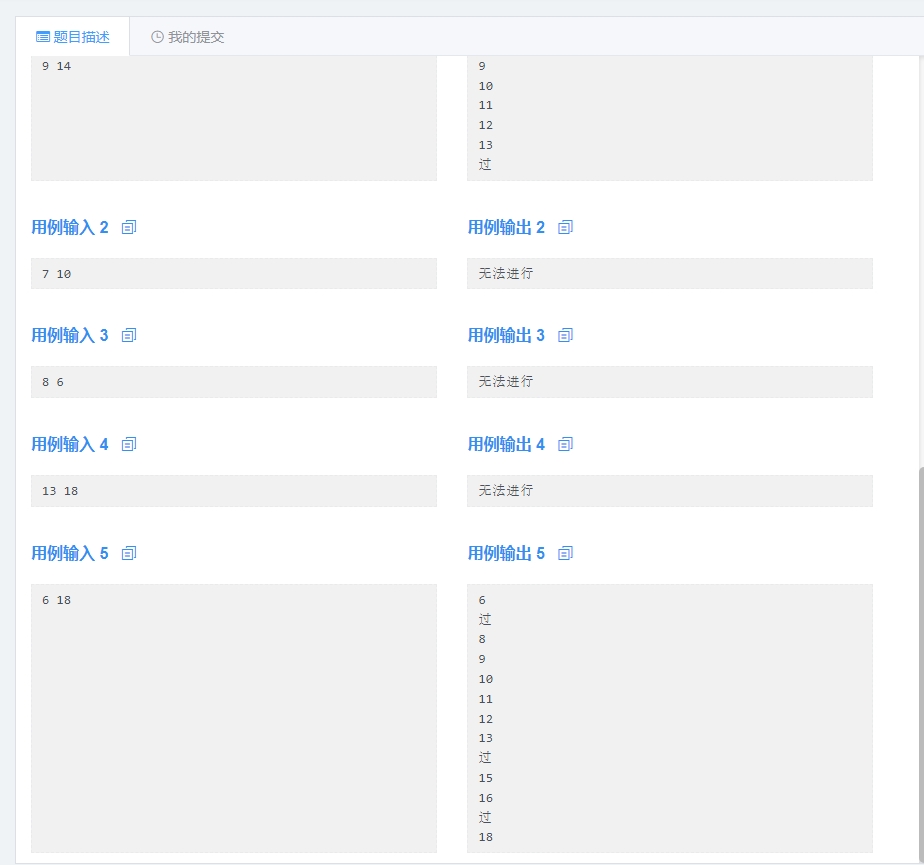 题目描述 我的提交
9 14
9
10
11
12
13
过
用例输入 2
用例输出 2
7 10
无法进行
用例输入 3
用例输出 3
8 6
无法进行
用例输入 4
用例输出 4
13 18
无法进行
用例输入 5
用例输出 5
6 18
6
过
8
9
10
11
12
13
过
15
16
过
18